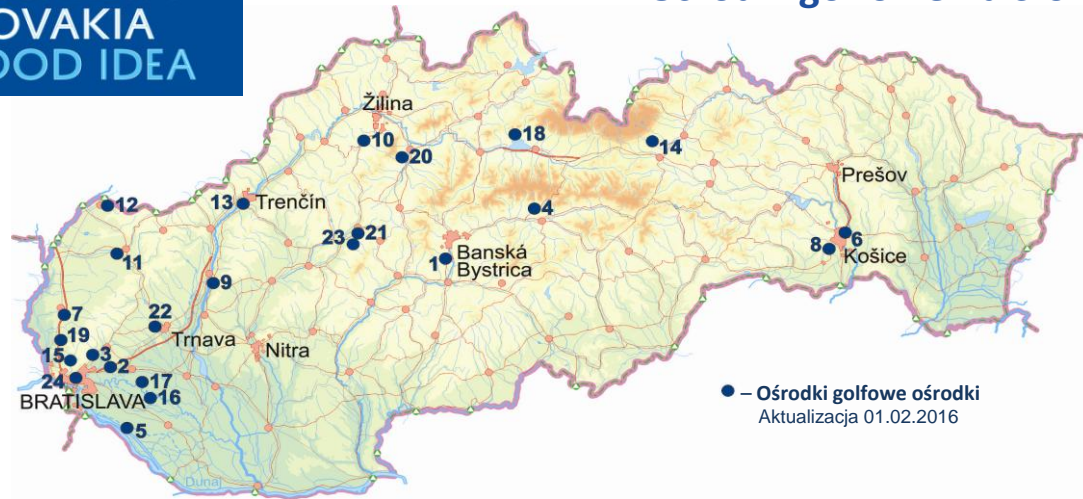 OVAKIA
OOD IDEA
Žilina
10
18
14
20
Prešov
12
13
Trenčín
4
21
23
6
8
Košice
11
1
Banská
Bystrica
9
7
22
Trnava
19
Nitra
15
3
2
24
17
BRATISLAVA
16
5
Dunaj
– Ośrodki golfowe ośrodki
Aktualizacja 01.02.2016